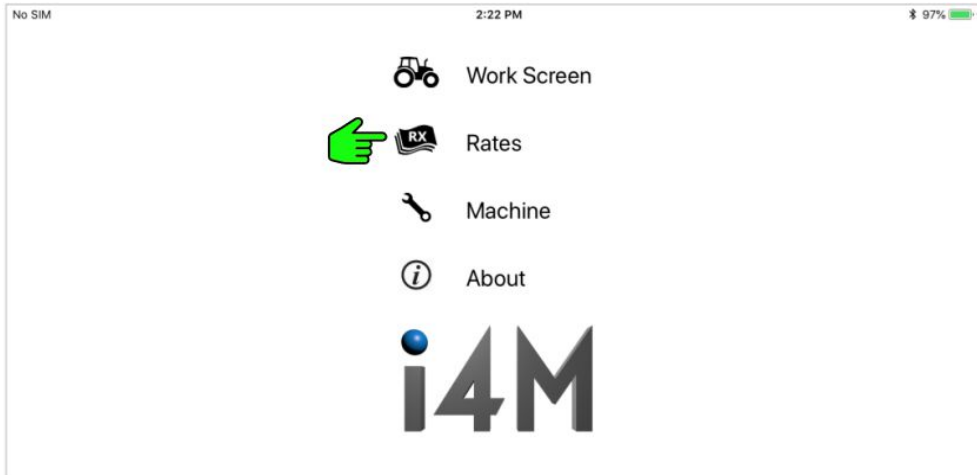 No SIM 2:22 PM 97%
Work Screen
RX Rates
Machine
i About
i4M